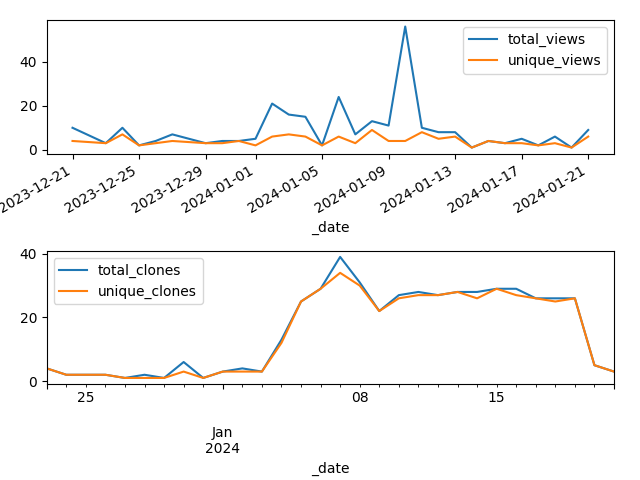 40
20
0
total_views
unique_views
2023-12-21
2023-12-25
2023-12-29
2024-01-01
2024-01-05
2024-01-09
2024-01-13
2024-01-17
2024-01-21
_date
40
20
0
total_clones
unique_clones
25
Jan
2024
08
15
_date